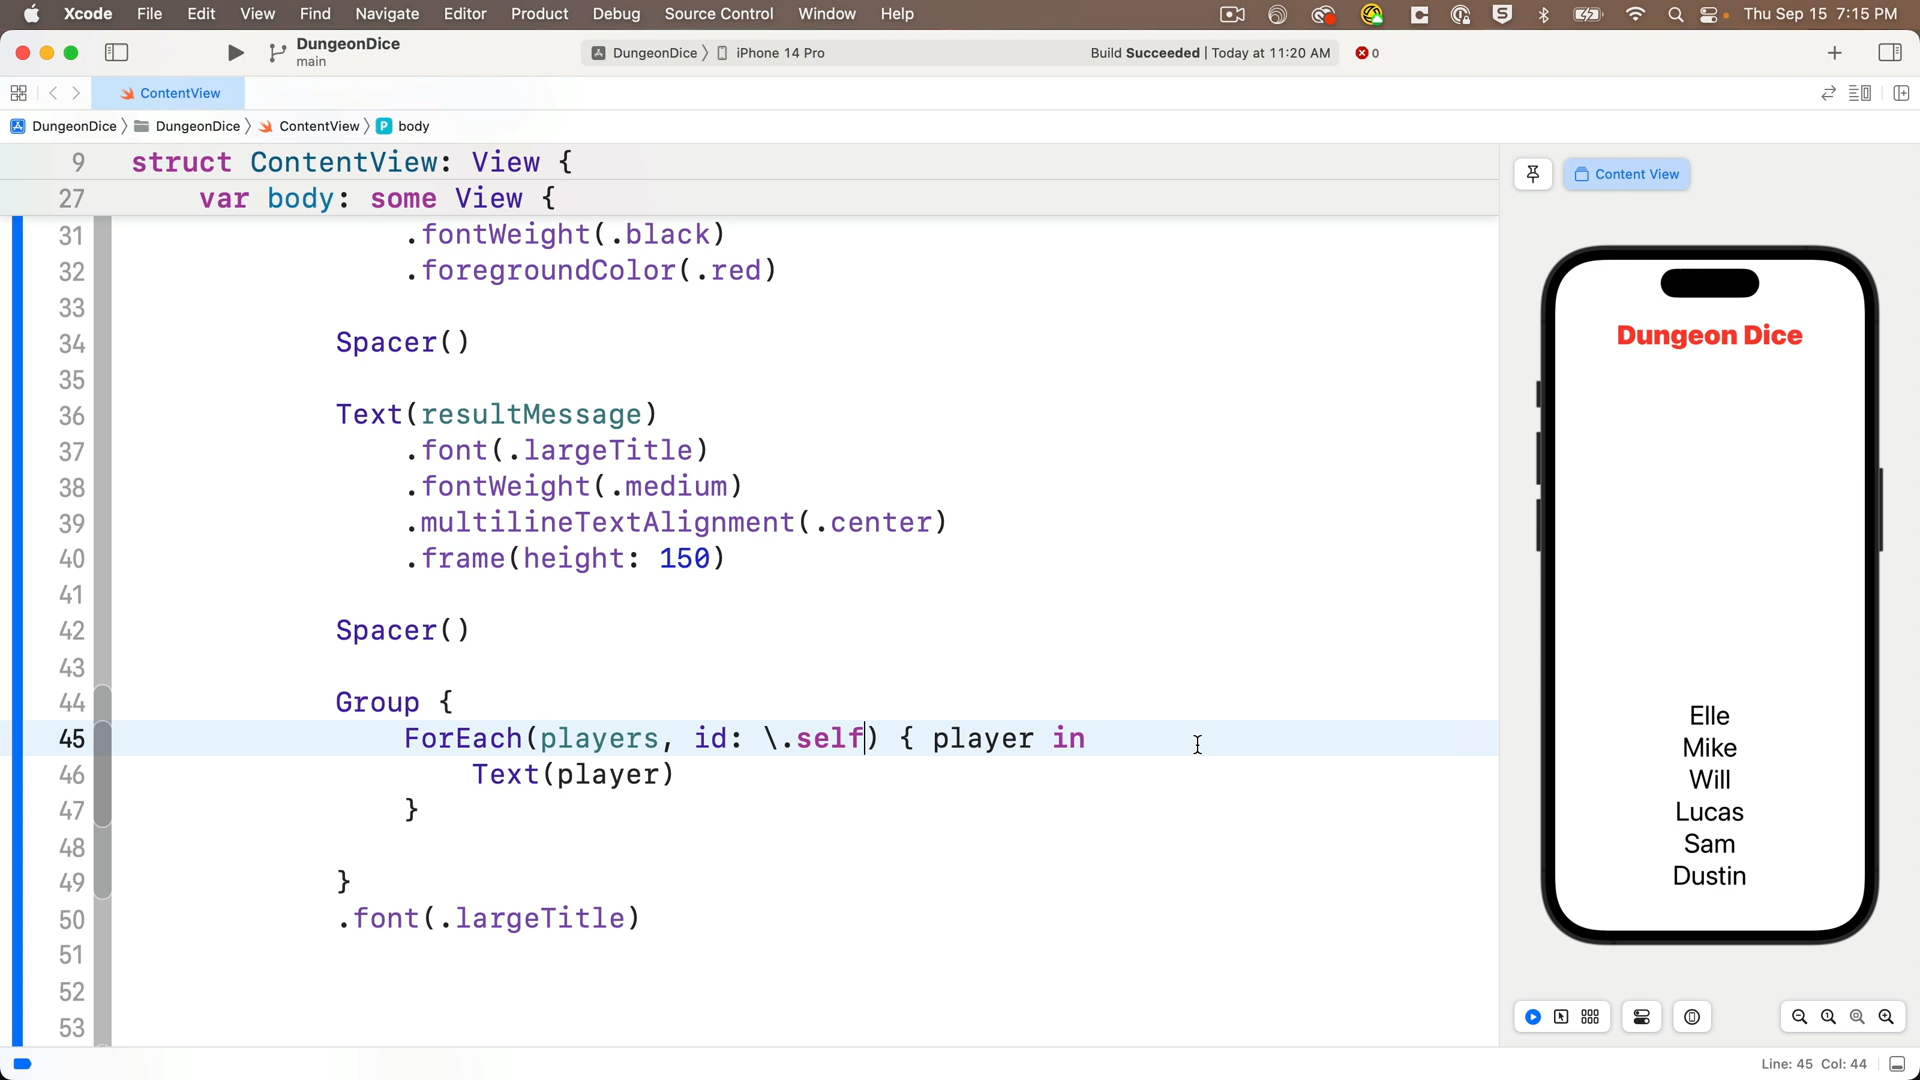 Xcode File Edit View Find Navigate Editor Product Debug Source Control Window Help Thu Sep 15 7:15 PM
DungeonDice
main
DungeonDice 〉 iPhone 14 Pro Build Succeeded | Today at 11:20 AM 0
ContentView
DungeonDice 〉 DungeonDice 〉 ContentView 〉 P body
9 struct ContentView: View {
Content View
27 var body: some View {
31 .fontWeight(.black)
32 .foregroundColor(.red)
33
34 Spacer()
35
36 Text(resultMessage)
37 .font(.largeTitle)
38 .fontWeight(.medium)
39 .multilineTextAlignment(.center)
40 .frame(height: 150)
41
42 Spacer()
43
44 Group {
45 ForEach(players, id: \.self) { player in
46 Text(player)
47 }
48
49 }
50 .font(.largeTitle)
51
52
53
Dungeon Dice
Elle
Mike
Will
Lucas
Sam
Dustin
Line: 45 Col: 44